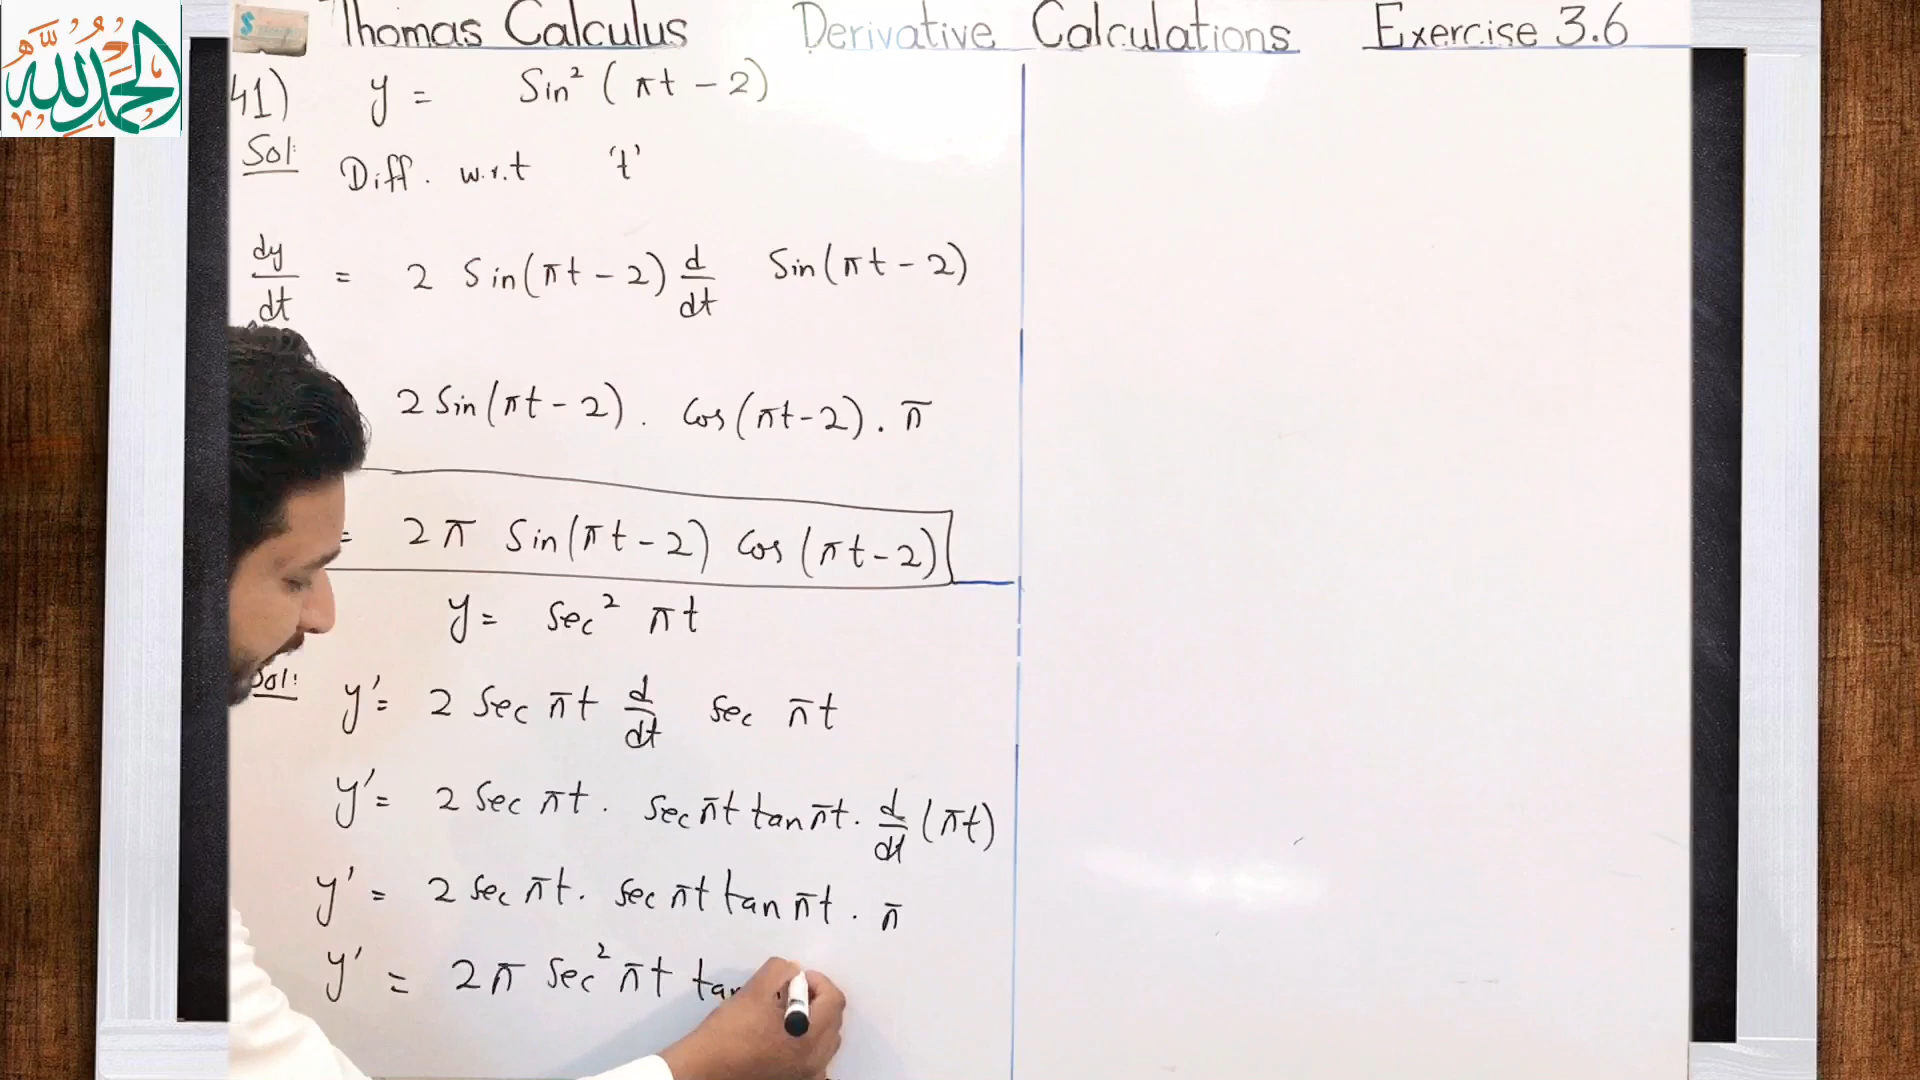 الحمد لله
Thomas Calculus Derivative Calculations Exercise 3.6
41) y = Sin² (πt - 2)
Sol: Diff. w.r.t 't'
dy/dt = 2 Sin(πt - 2) d/dt Sin(πt - 2)
2 Sin(πt - 2) . Cos(πt - 2) . π
= 2π Sin(πt - 2) Cos(πt - 2)
y = Sec² πt
Sol: y' = 2 Sec πt d/dt Sec πt
y' = 2 Sec πt . Sec πt tan πt . d/dt (πt)
y' = 2 Sec πt . Sec πt tan πt . π
y' = 2π Sec² πt tan